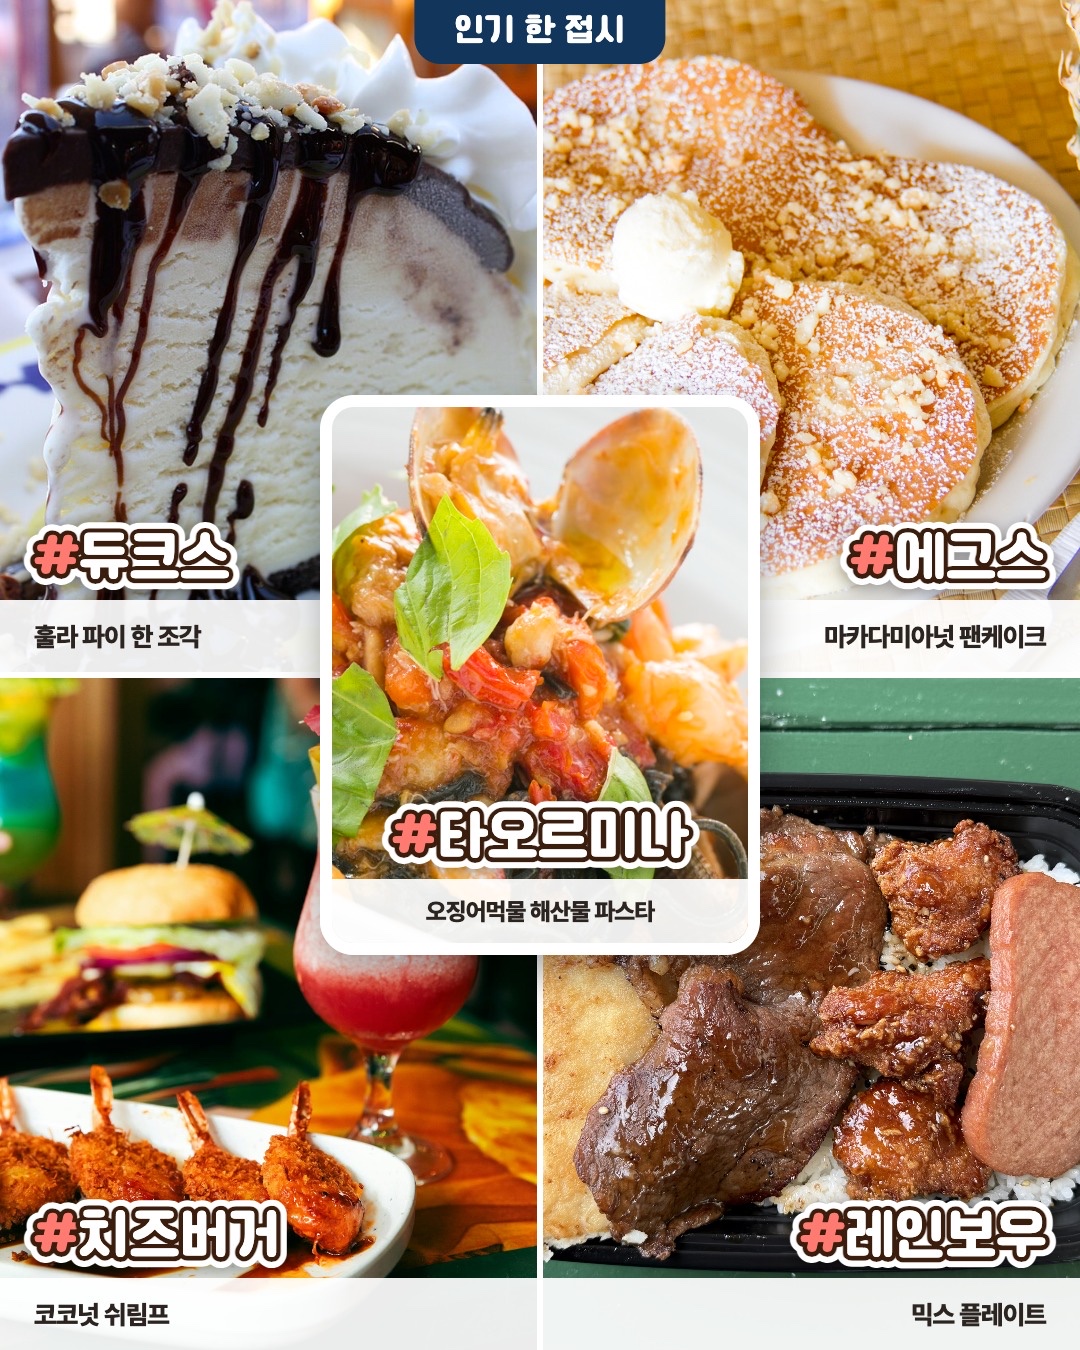 인기 한 접시
#듀크스
훌라 파이 한 조각
#에그스
마카다미아넛 팬케이크
#타오르미나
오징어먹물 해산물 파스타
#치즈버거
코코넛 쉬림프
#레인보우
믹스 플레이트